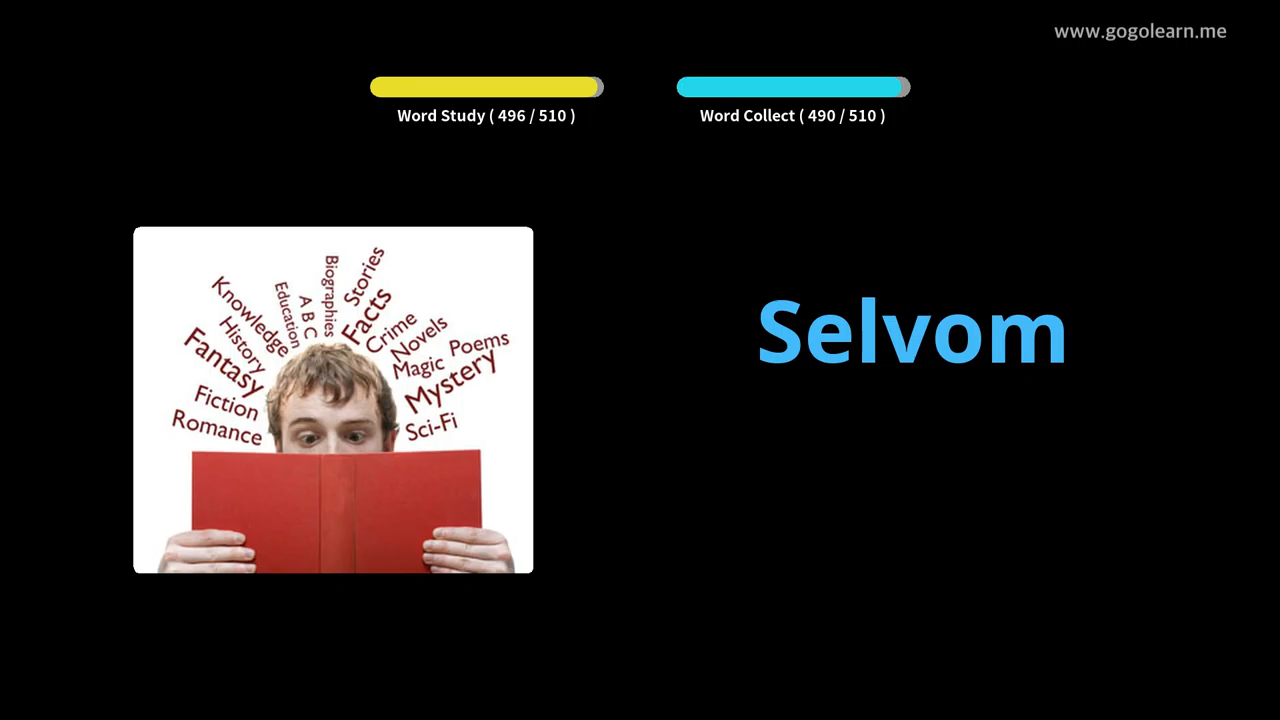 www.gogolearn.me
Word Study ( 496 / 510 )
Word Collect ( 490 / 510 )
Selvom
Romance
Fiction
Fantasy
History
Knowledge
Education
A B C
Biographies
Stories
Facts
Crime
Novels
Magic
Poems
Mystery
Sci-Fi